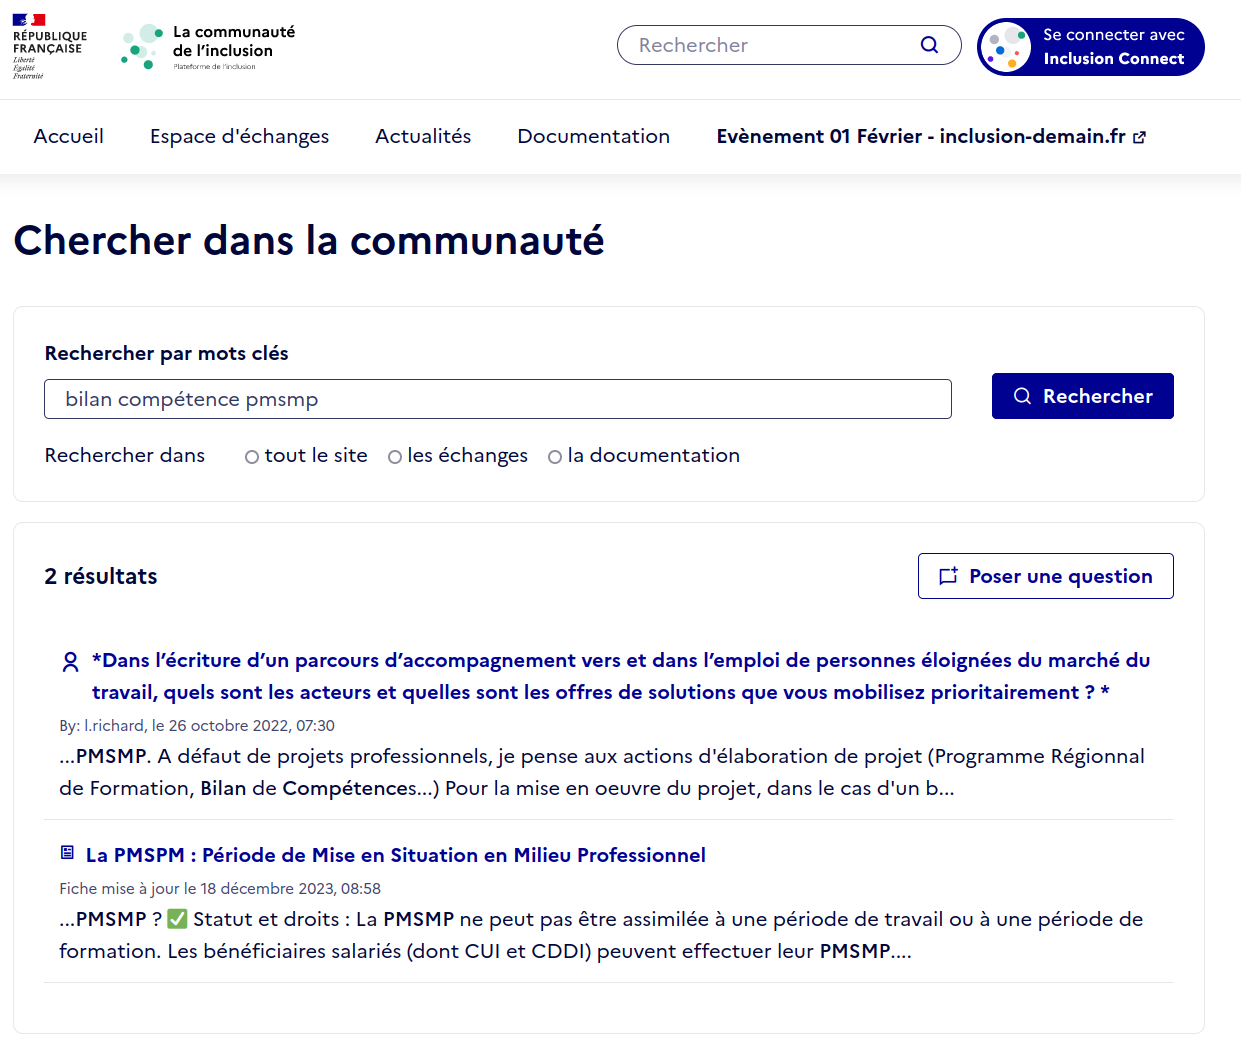 RÉPUBLIQUE
FRANÇAISE
Liberté
Égalité
Fraternité
La communauté
de l'inclusion
Plateforme de l'inclusion
Rechercher
Se connecter avec
Inclusion Connect
Accueil
Espace d'échanges
Actualités
Documentation
Evènement 01 Février - inclusion-demain.fr
Chercher dans la communauté
Rechercher par mots clés
bilan compétence pmsmp
Rechercher
Rechercher dans
tout le site
les échanges
la documentation
2 résultats
Poser une question
*Dans l’écriture d’un parcours d’accompagnement vers et dans l’emploi de personnes éloignées du marché du
travail, quels sont les acteurs et quelles sont les offres de solutions que vous mobilisez prioritairement ? *
By: l.richard, le 26 octobre 2022, 07:30
...PMSMP. A défaut de projets professionnels, je pense aux actions d'élaboration de projet (Programme Régionnal
de Formation, Bilan de Compétences...) Pour la mise en oeuvre du projet, dans le cas d'un b...
La PMSPM : Période de Mise en Situation en Milieu Professionnel
Fiche mise à jour le 18 décembre 2023, 08:58
...PMSMP ? ✅ Statut et droits : La PMSMP ne peut pas être assimilée à une période de travail ou à une période de
formation. Les bénéficiaires salariés (dont CUI et CDDI) peuvent effectuer leur PMSMP....